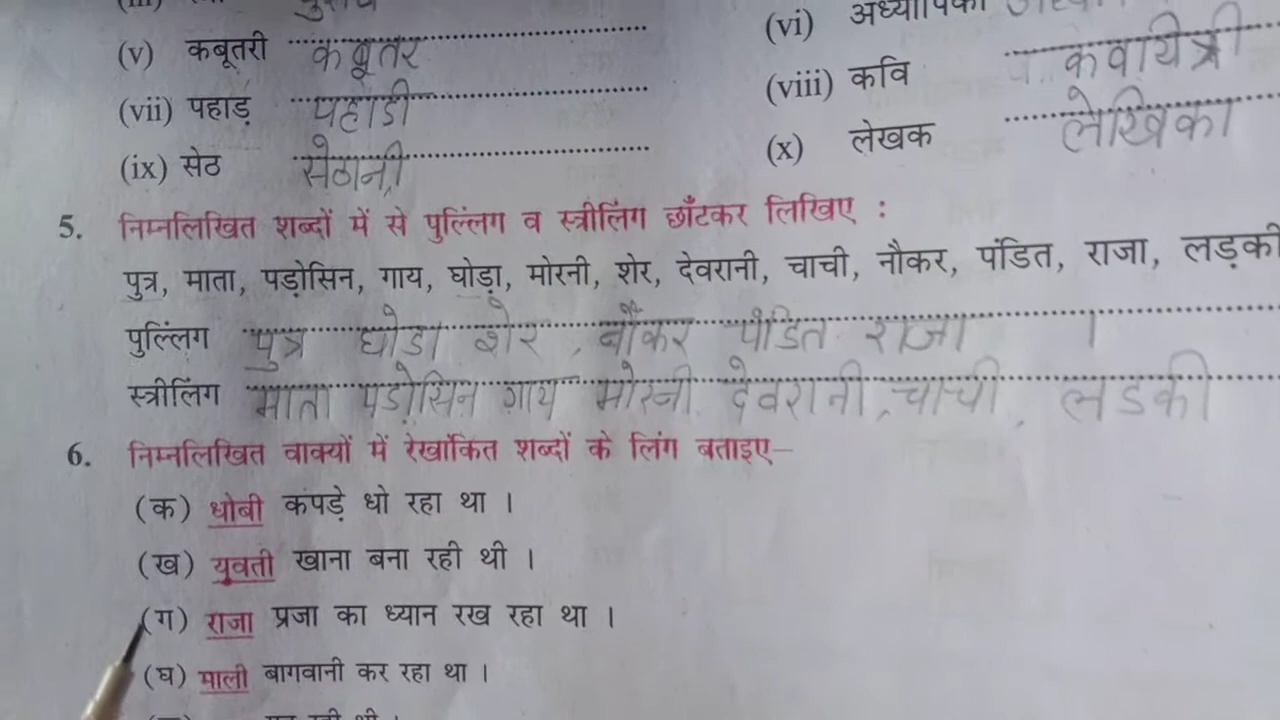 (v) कबूतरी कबूतर
(vi) अध्यापिका
(vii) पहाड़ पहाडी
(viii) कवि कवायित्री
(ix) सेठ सेठानी
(x) लेखक लेखिका
5. निम्नलिखित शब्दों में से पुल्लिंग व स्त्रीलिंग छाँटकर लिखिए :
पुत्र, माता, पड़ोसिन, गाय, घोड़ा, मोरनी, शेर, देवरानी, चाची, नौकर, पंडित, राजा, लड़की
पुल्लिंग पुत्र घोडा शेर, नौकर पंडित राजा ।
स्त्रीलिंग माता पडोसिन गाय मोरनी देवरानी, चाची, लडकी
6. निम्नलिखित वाक्यों में रेखांकित शब्दों के लिंग बताइए–
(क) धोबी कपड़े धो रहा था ।
(ख) युवती खाना बना रही थी ।
(ग) राजा प्रजा का ध्यान रख रहा था ।
(घ) माली बागवानी कर रहा था ।